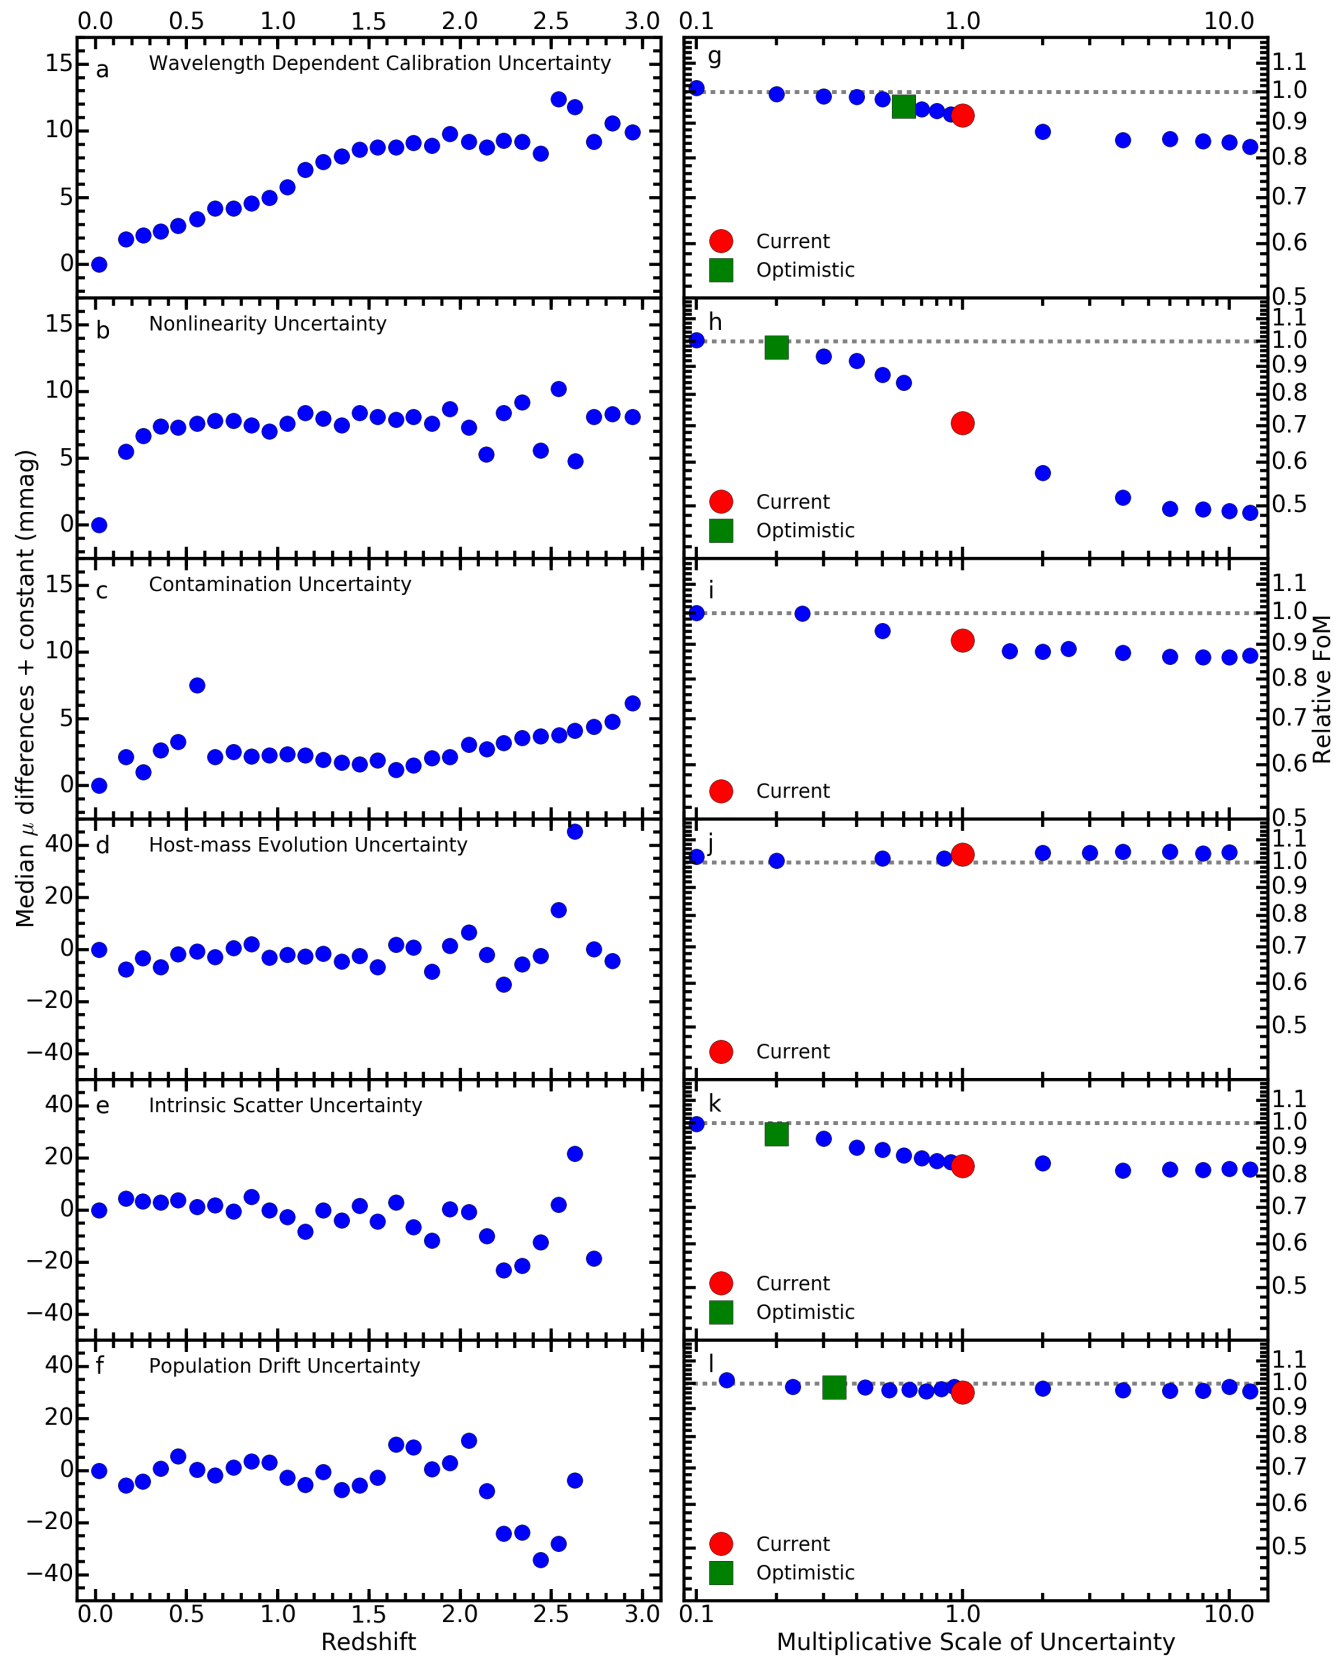 0.0 0.5 1.0 1.5 2.0 2.5 3.0
0.1 1.0 10.0
a Wavelength Dependent Calibration Uncertainty
15
10
5
0
g
1.1
1.0
0.9
0.8
0.7
0.6
0.5
Current
Optimistic
b Nonlinearity Uncertainty
15
10
5
0
h
1.1
1.0
0.9
0.8
0.7
0.6
0.5
Current
Optimistic
c Contamination Uncertainty
15
10
5
0
i
1.1
1.0
0.9
0.8
0.7
0.6
0.5
Current
Median μ differences + constant (mmag)
Relative FoM
d Host-mass Evolution Uncertainty
40
20
0
−20
−40
j
1.1
1.0
0.9
0.8
0.7
0.6
0.5
Current
e Intrinsic Scatter Uncertainty
40
20
0
−20
−40
k
1.1
1.0
0.9
0.8
0.7
0.6
0.5
Current
Optimistic
f Population Drift Uncertainty
40
20
0
−20
−40
l
1.1
1.0
0.9
0.8
0.7
0.6
0.5
Current
Optimistic
0.0 0.5 1.0 1.5 2.0 2.5 3.0
Redshift
0.1 1.0 10.0
Multiplicative Scale of Uncertainty